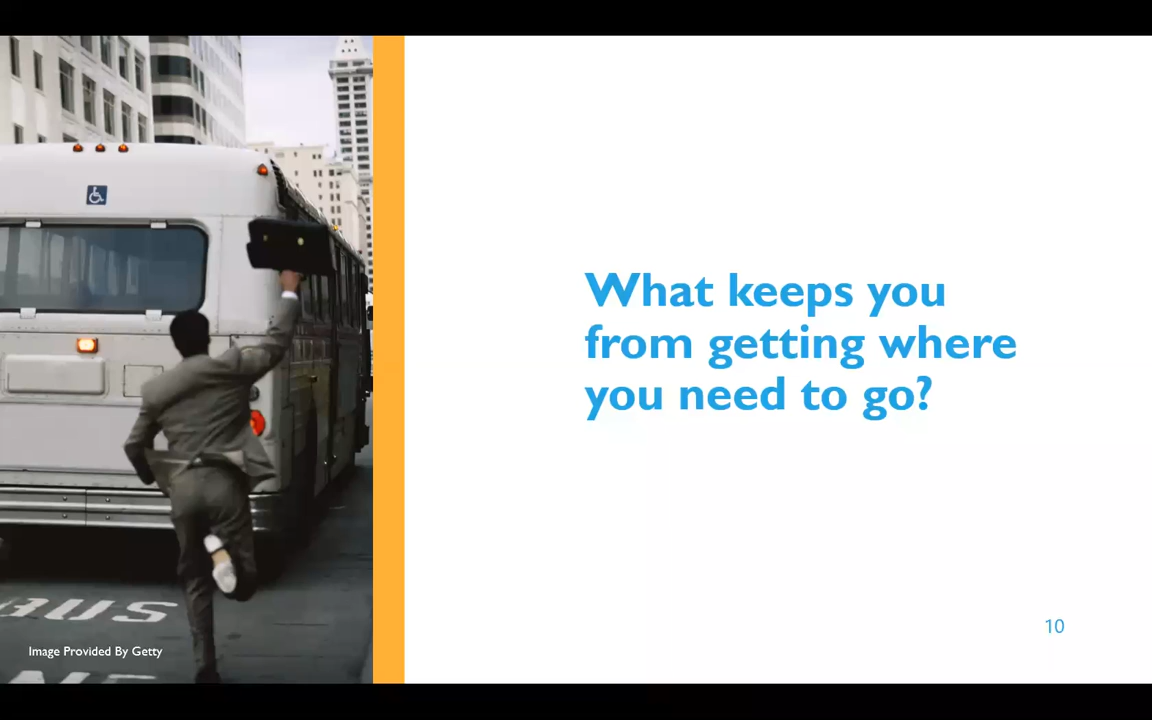 What keeps you
from getting where
you need to go?
10
BUS
Image Provided By Getty